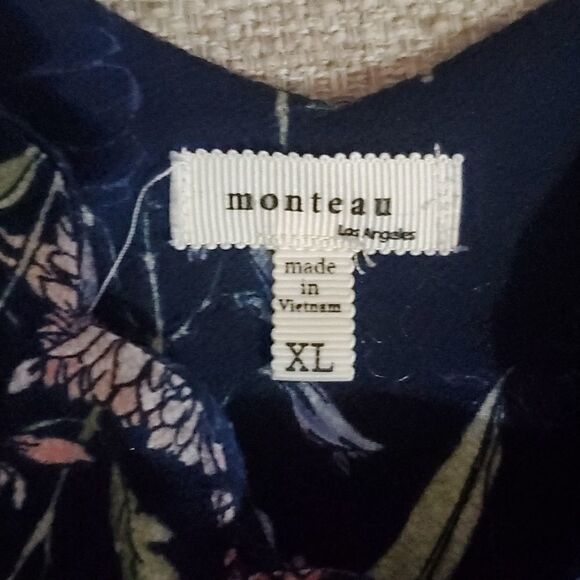 monteau
Los Angeles
made
in
Vietnam
XL